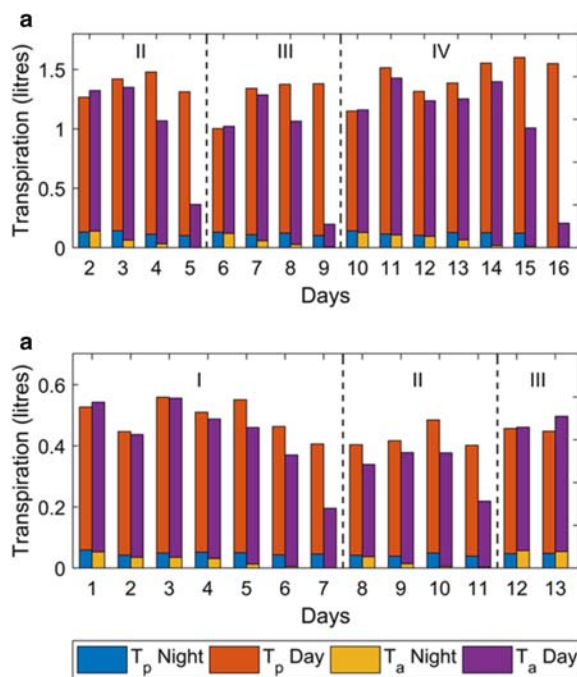 a
II III IV
1.5
1
0.5
0
Transpiration (litres)
2 3 4 5 6 7 8 9 10 11 12 13 14 15 16
Days
a
I II III
0.6
0.4
0.2
0
Transpiration (litres)
1 2 3 4 5 6 7 8 9 10 11 12 13
Days
Tp Night Tp Day Ta Night Ta Day